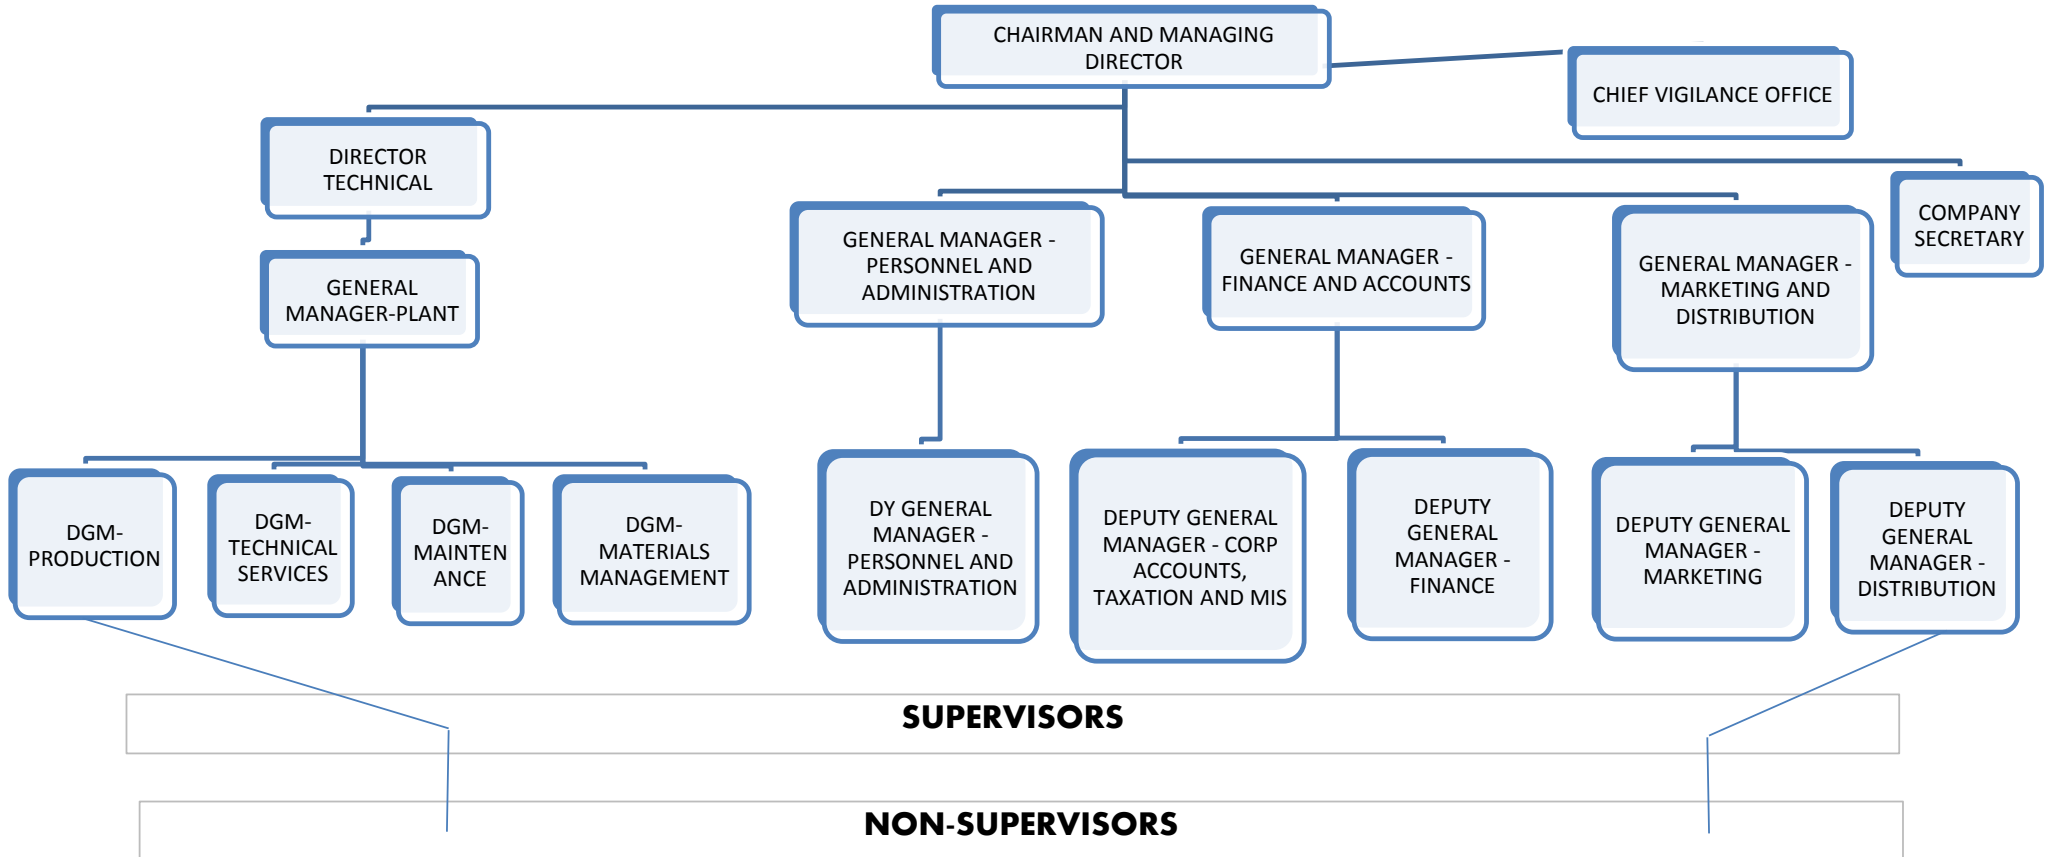 CHAIRMAN AND MANAGING
DIRECTOR
CHIEF VIGILANCE OFFICE
DIRECTOR
TECHNICAL
COMPANY
SECRETARY
GENERAL MANAGER -
PERSONNEL AND
ADMINISTRATION
GENERAL MANAGER -
FINANCE AND ACCOUNTS
GENERAL MANAGER -
MARKETING AND
DISTRIBUTION
GENERAL
MANAGER-PLANT
DGM-
PRODUCTION
DGM-
TECHNICAL
SERVICES
DGM-
MAINTEN
ANCE
DGM-
MATERIALS
MANAGEMENT
DY GENERAL
MANAGER -
PERSONNEL AND
ADMINISTRATION
DEPUTY GENERAL
MANAGER - CORP
ACCOUNTS,
TAXATION AND MIS
DEPUTY
GENERAL
MANAGER -
FINANCE
DEPUTY GENERAL
MANAGER -
MARKETING
DEPUTY
GENERAL
MANAGER -
DISTRIBUTION
SUPERVISORS
NON-SUPERVISORS